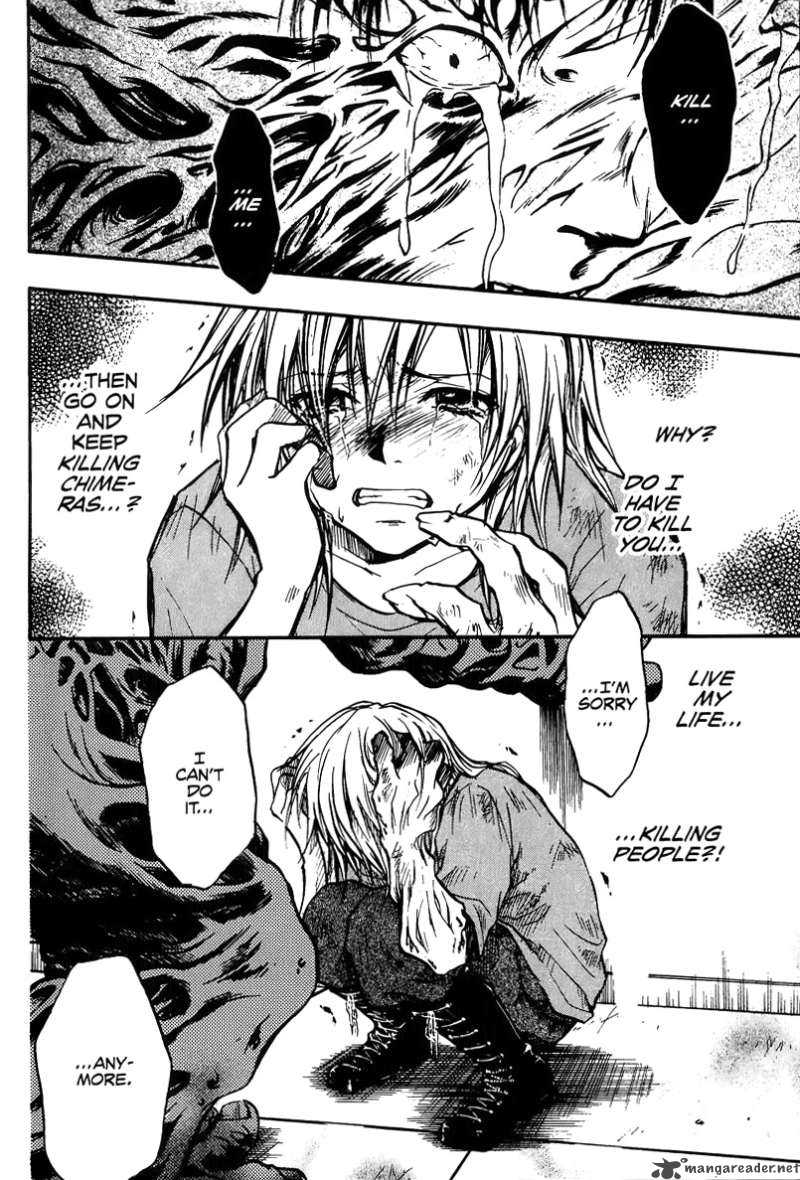 KILL
...
...
ME
...
WHY?
DO I
HAVE
TO KILL
YOU...
...THEN
GO ON
AND
KEEP
KILLING
CHIME-
RAS...?
LIVE
MY
LIFE...
...KILLING
PEOPLE?!
...I'M
SORRY
...
I
CAN'T
DO
IT...
...ANY-
MORE.
mangareader.net